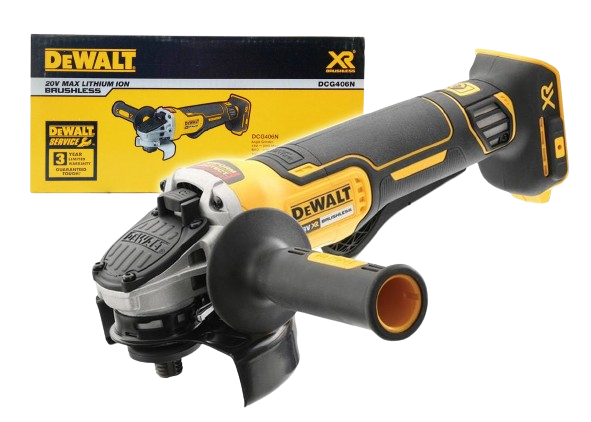 DEWALT
XR
BRUSHLESS
20V MAX LITHIUM ION
BRUSHLESS
DCG406N
DEWALT
SERVICE
3 YEAR
LIMITED
WARRANTY
GUARANTEED
TOUGH
DCG406N
XR
DEWALT
XR BRUSHLESS
DEWALT